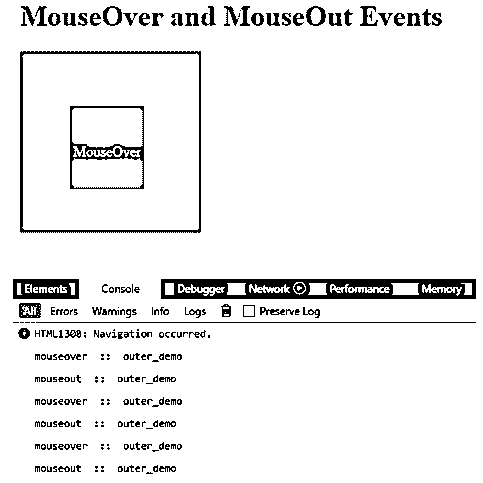 MouseOver and MouseOut Events
MouseOver
Elements Console Debugger Network Performance Memory
All Errors Warnings Info Logs Preserve Log
HTML1300: Navigation occurred.
mouseover :: outer_demo
mouseout :: outer_demo
mouseover :: outer_demo
mouseout :: outer_demo
mouseover :: outer_demo
mouseout :: outer_demo